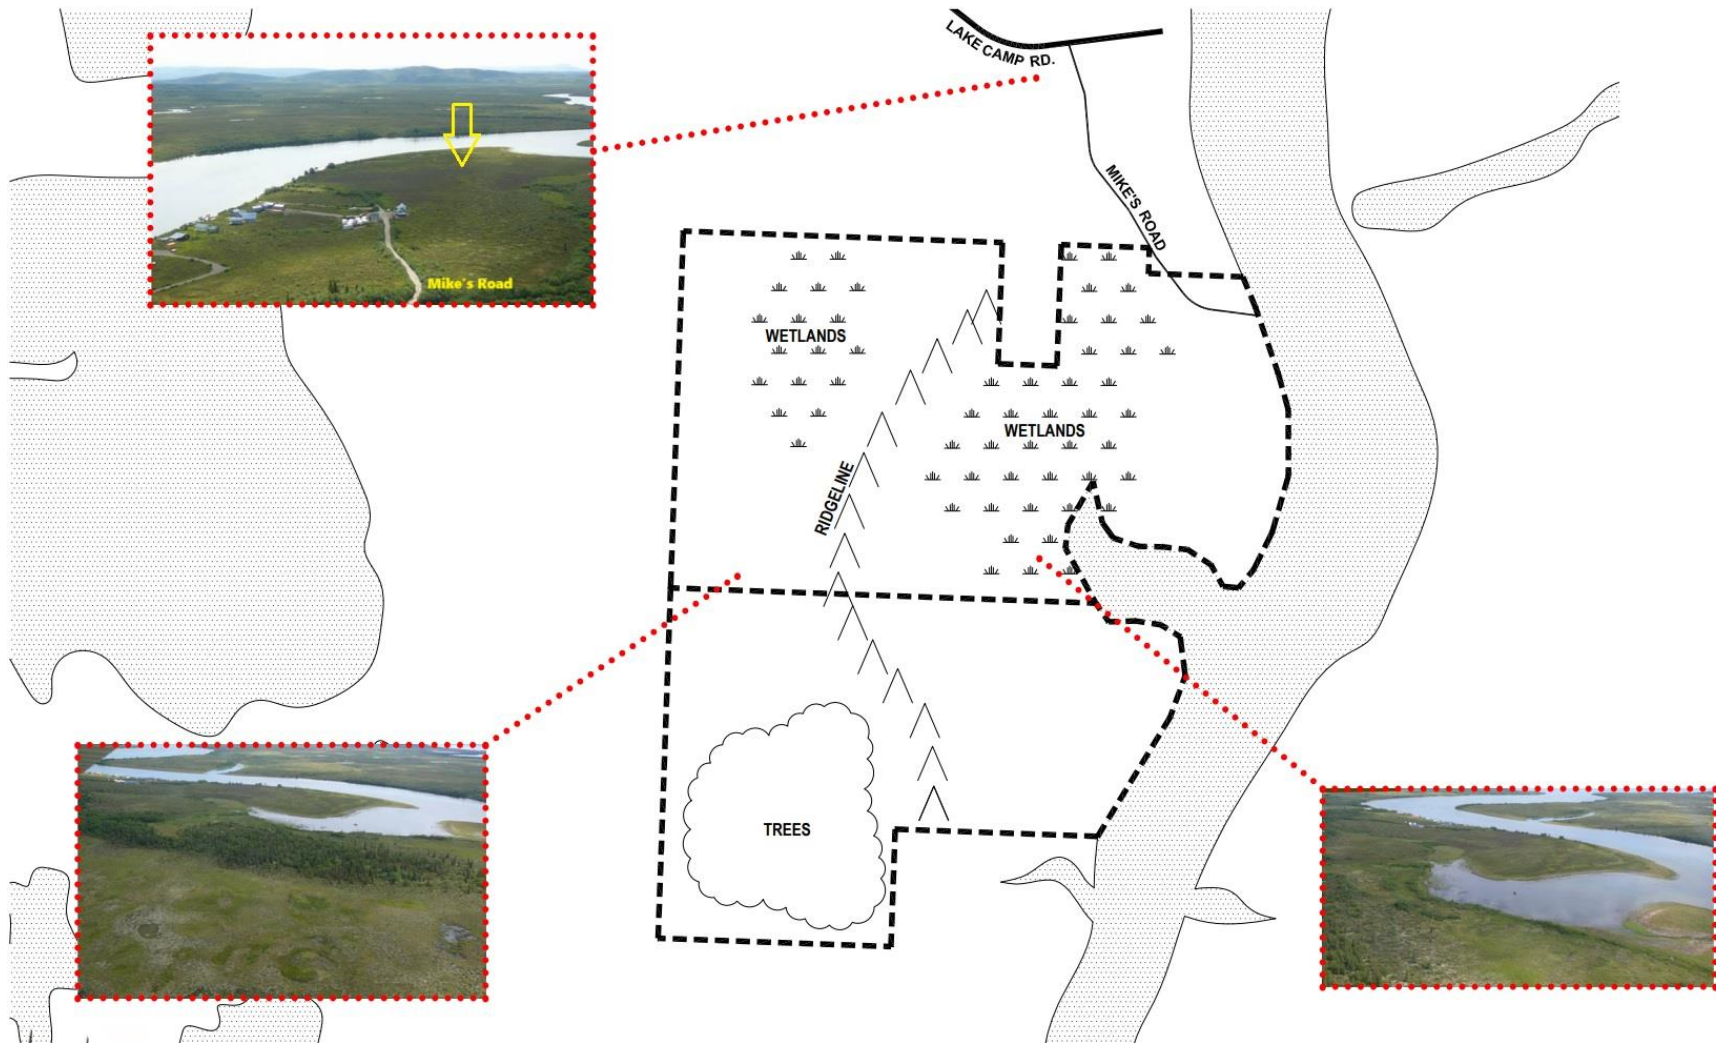 LAKE CAMP RD.
MIKE'S ROAD
Mike's Road
WETLANDS
WETLANDS
RIDGELINE
TREES